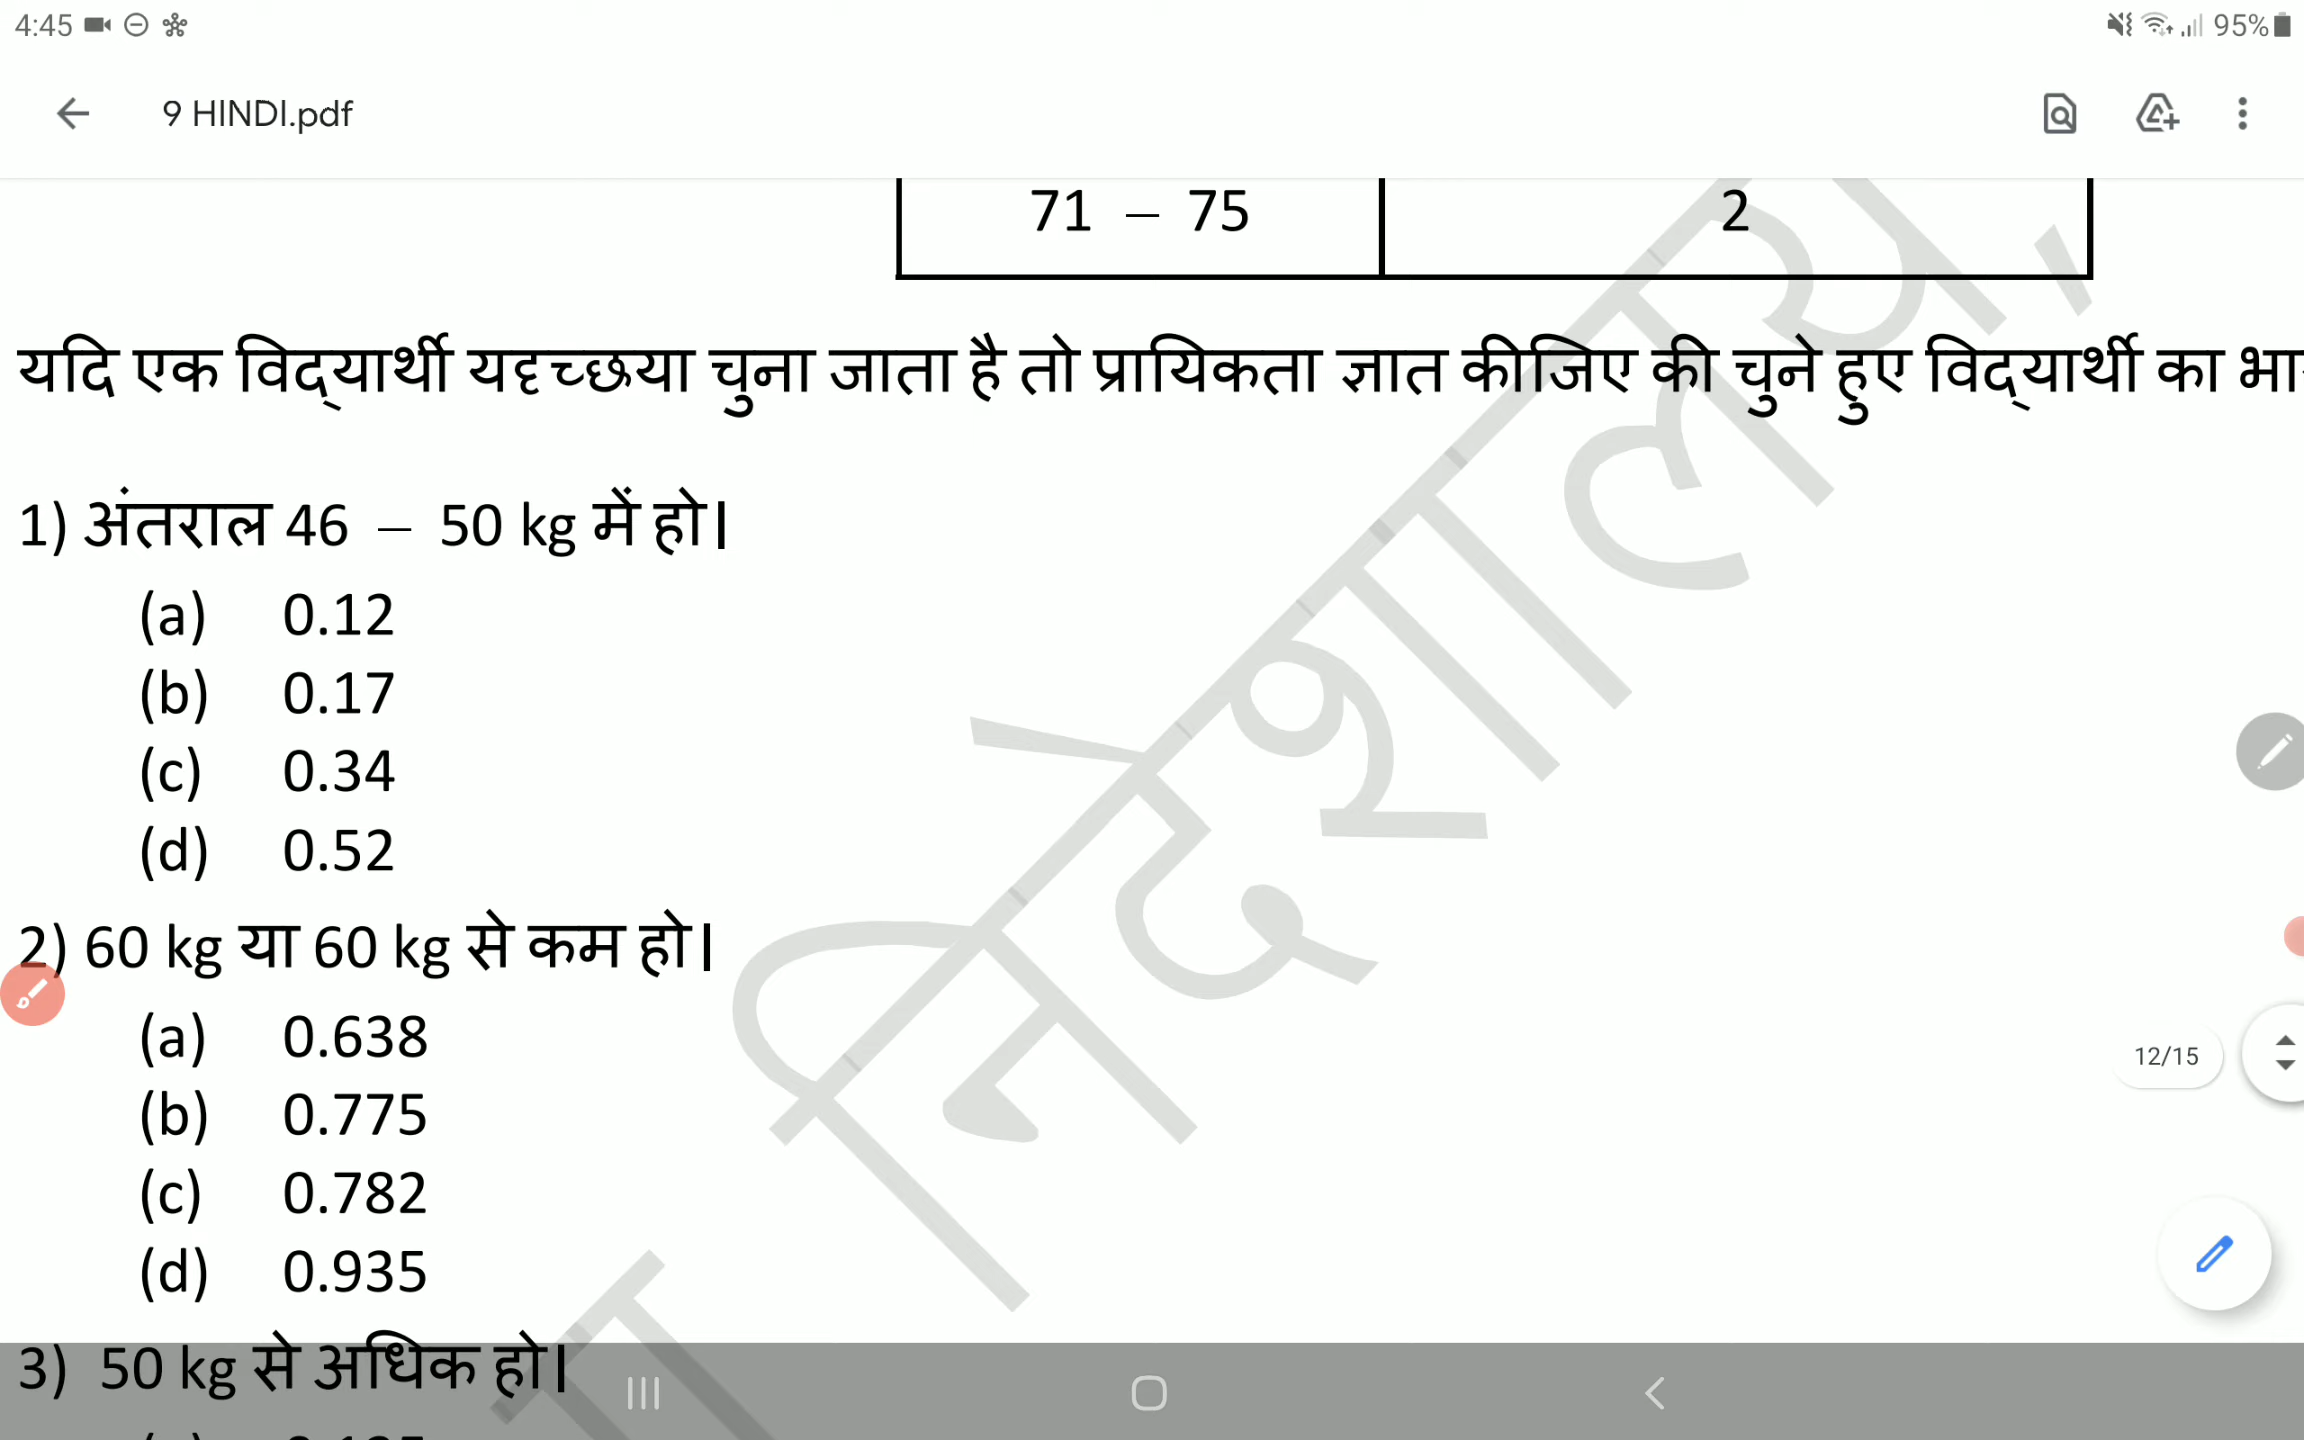 4:45 95%
9 HINDI.pdf
71 – 75 2
यदि एक विद्यार्थी यदृच्छया चुना जाता है तो प्रायिकता ज्ञात कीजिए की चुने हुए विद्यार्थी का
1) अंतराल 46 – 50 kg में हो।
(a) 0.12
(b) 0.17
(c) 0.34
(d) 0.52
2) 60 kg या 60 kg से कम हो।
(a) 0.638
(b) 0.775
(c) 0.782
(d) 0.935
12/15
3) 50 kg से अधिक हो।